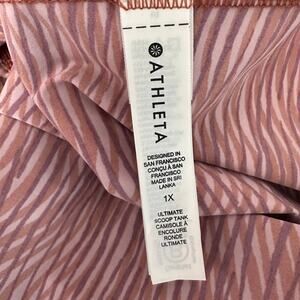 ATHLETA
DESIGNED IN
SAN FRANCISCO
CONÇU À SAN
FRANCISCO
MADE IN SRI
LANKA
1X
ULTIMATE
SCOOP TANK
CAMISOLE À
ENCOLURE
RONDE
ULTIMATE